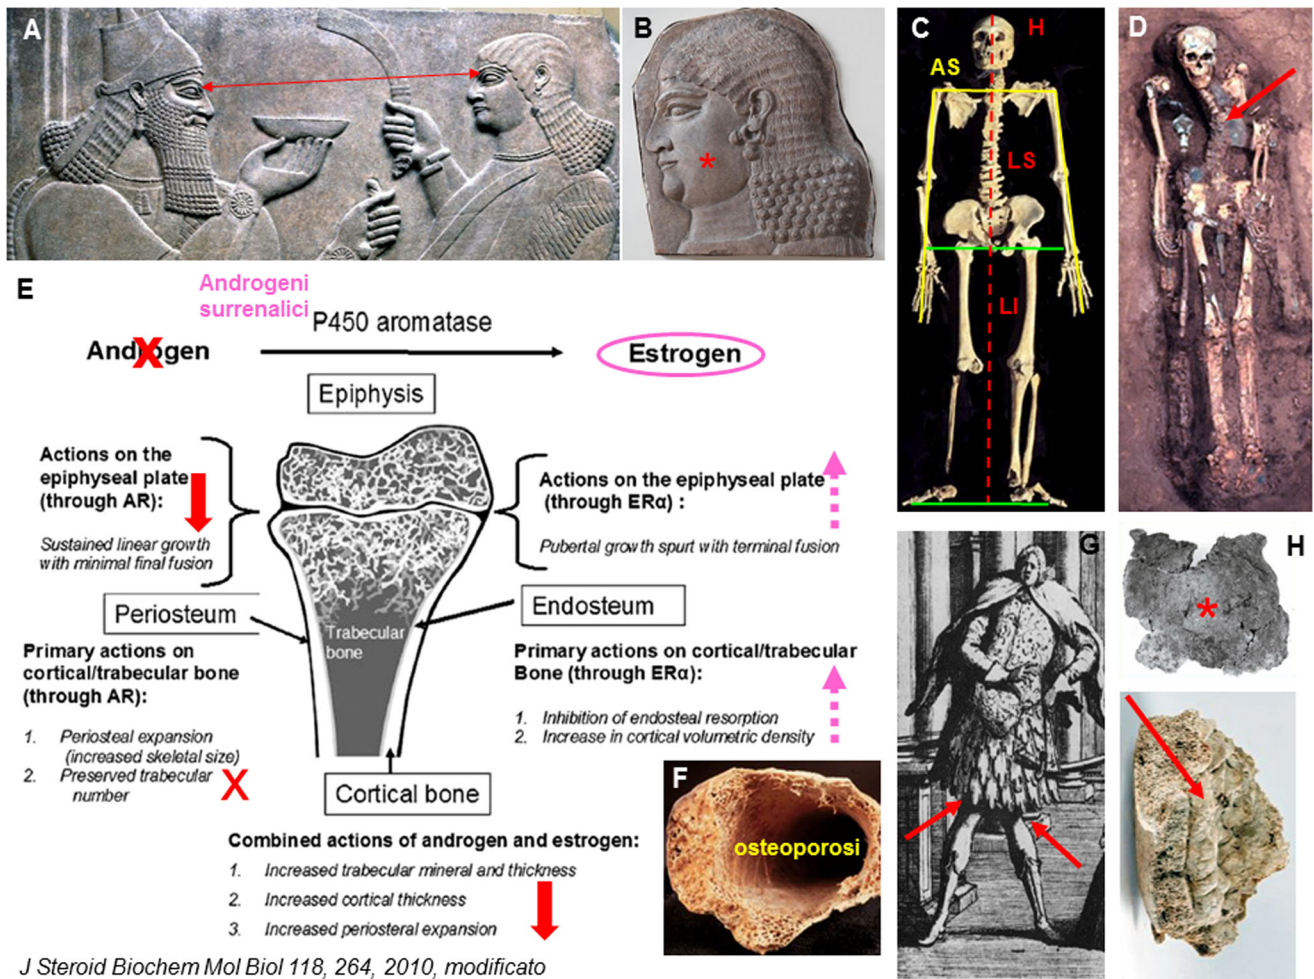 A
B
C
H
AS
LS
LI
D
E
Androgeni
surrenalici
P450 aromatase
Androgen
X
Estrogen
Epiphysis
Actions on the
epiphyseal plate
(through AR):
Sustained linear growth
with minimal final fusion
Actions on the epiphyseal plate
(through ERα) :
Pubertal growth spurt with terminal fusion
Periosteum
Endosteum
Trabecular
bone
Primary actions on
cortical/trabecular bone
(through AR):
1. Periosteal expansion
(increased skeletal size)
2. Preserved trabecular
number
X
Primary actions on cortical/trabecular
Bone (through ERα):
1. Inhibition of endosteal resorption
2. Increase in cortical volumetric density
Cortical bone
Combined actions of androgen and estrogen:
1. Increased trabecular mineral and thickness
2. Increased cortical thickness
3. Increased periosteral expansion
J Steroid Biochem Mol Biol 118, 264, 2010, modificato
F
osteoporosi
G
H
*
*